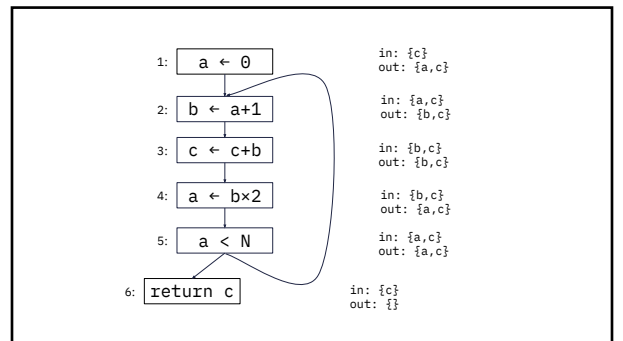 1: a ← 0
in: {c}
out: {a,c}
2: b ← a+1
in: {a,c}
out: {b,c}
3: c ← c+b
in: {b,c}
out: {b,c}
4: a ← b×2
in: {b,c}
out: {a,c}
5: a < N
in: {a,c}
out: {a,c}
6: return c
in: {c}
out: {}